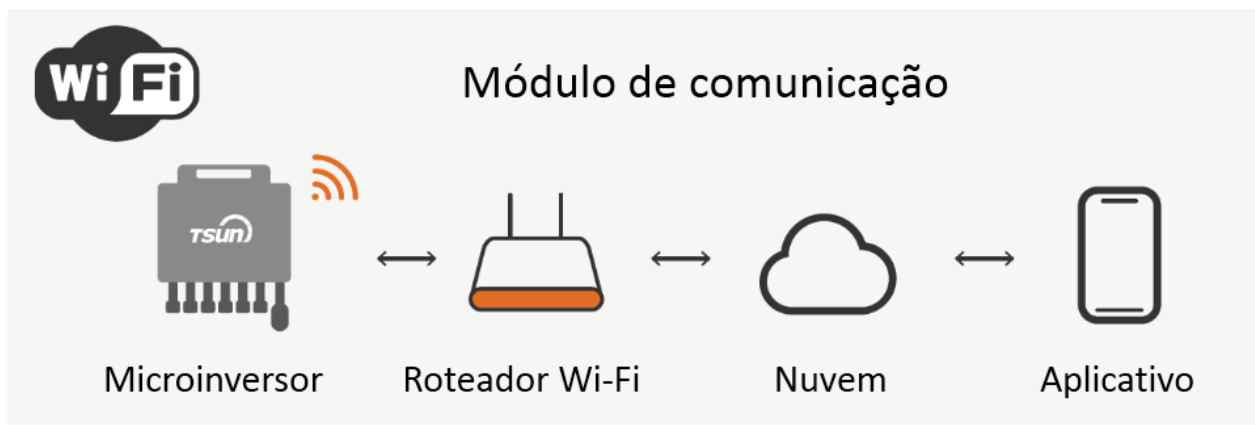 Wi Fi
Módulo de comunicação
TSUN
Microinversor
Roteador Wi-Fi
Nuvem
Aplicativo